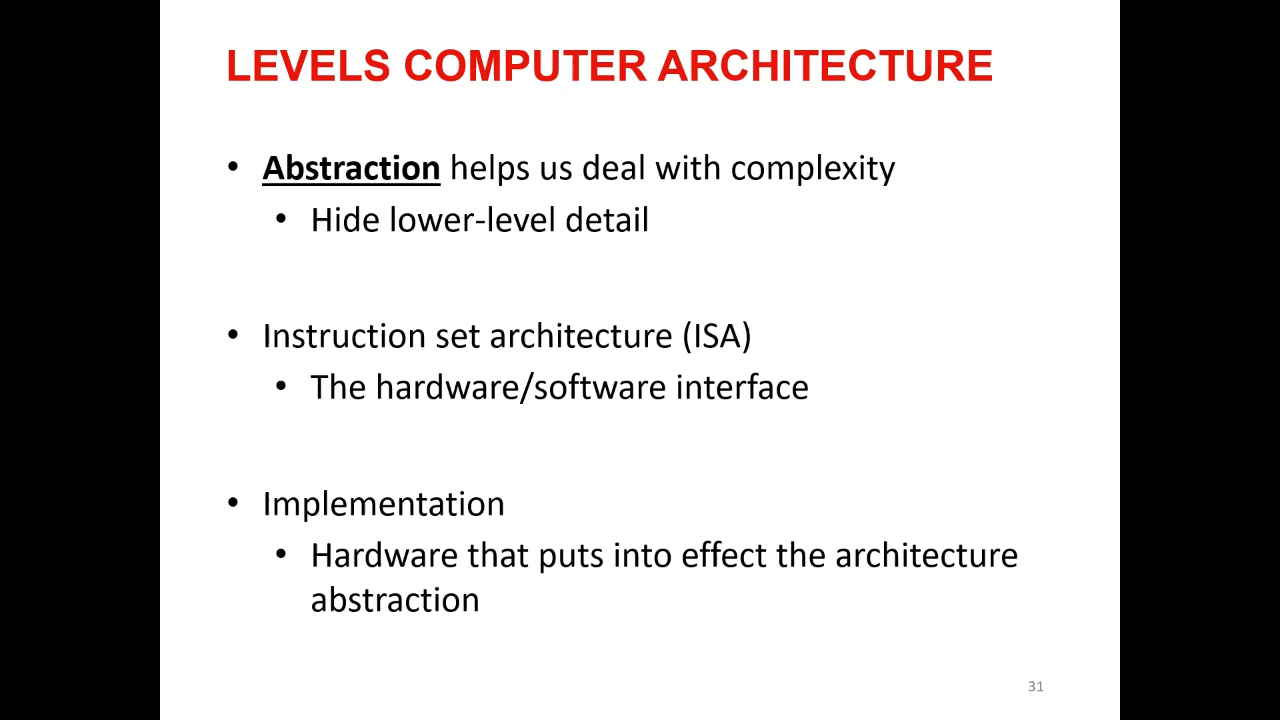 LEVELS COMPUTER ARCHITECTURE
• Abstraction helps us deal with complexity
• Hide lower-level detail
• Instruction set architecture (ISA)
• The hardware/software interface
• Implementation
• Hardware that puts into effect the architecture
abstraction
31